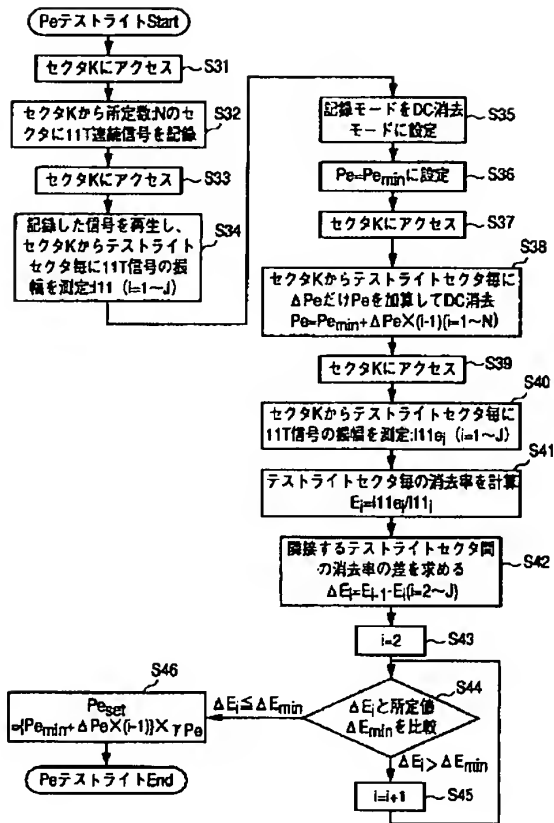 PeテストライトStart
セクタKにアクセス
S31
セクタKから所定数:Nのセ
クタに11T連続信号を記録
S32
セクタKにアクセス
S33
記録した信号を再生し、
セクタKからテストライト
セクタ毎に11T信号の振
幅を測定:I11 (i=1~J)
S34
記録モードをDC消去
モードに設定
S35
Pe=Peminに設定
S36
セクタKにアクセス
S37
セクタKからテストライトセクタ毎に
ΔPeだけPeを加算してDC消去
Pe=Pemin+ΔPe×(i-1)(i=1~N)
S38
セクタKにアクセス
S39
セクタKからテストライトセクタ毎に
11T信号の振幅を測定:I11ei (i=1~J)
S40
テストライトセクタ毎の消去率を計算
Ei=I11ei/I11i
S41
隣接するテストライトセクタ間
の消去率の差を求める
ΔEi=Ei-1-Ei(i=2~J)
S42
i=2
S43
ΔEiと所定値
ΔEminを比較
S44
ΔEi≦ΔEmin
ΔEi>ΔEmin
i=i+1
S45
S46
Peset
={Pemin+ΔPe×(i-1)}×γPe
PeテストライトEnd